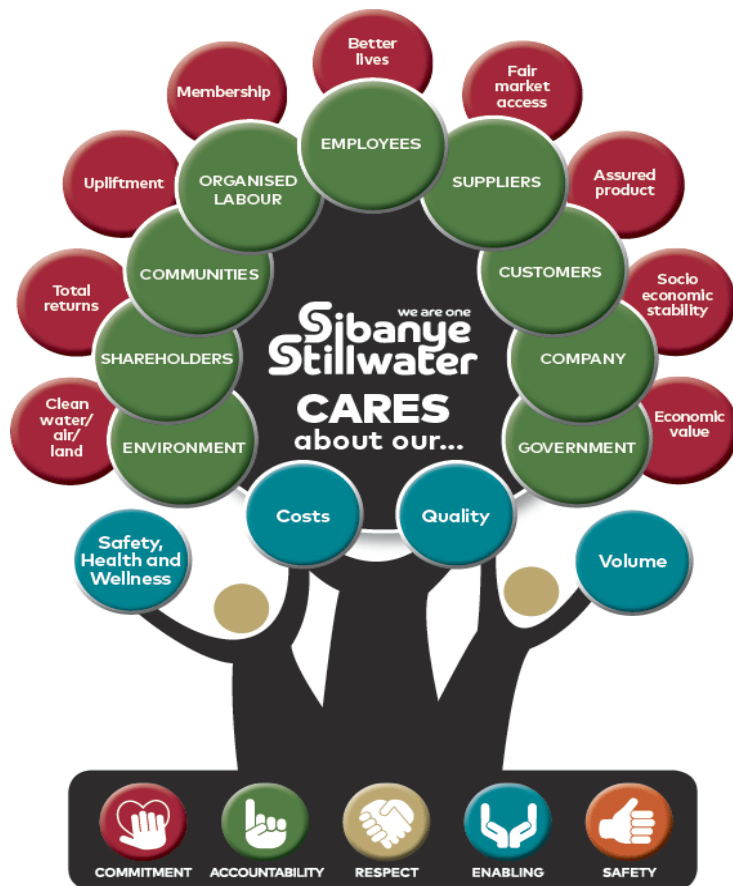 Better
lives
Membership
Fair
market
access
EMPLOYEES
Upliftment
ORGANISED
LABOUR
SUPPLIERS
Assured
product
COMMUNITIES
CUSTOMERS
Total
returns
Socio
economic
stability
we are one
Sibanye
Stillwater
SHAREHOLDERS
COMPANY
CARES
about our...
Clean
water/
air/
land
ENVIRONMENT
GOVERNMENT
Economic
value
Costs
Quality
Safety,
Health and
Wellness
Volume
COMMITMENT
ACCOUNTABILITY
RESPECT
ENABLING
SAFETY